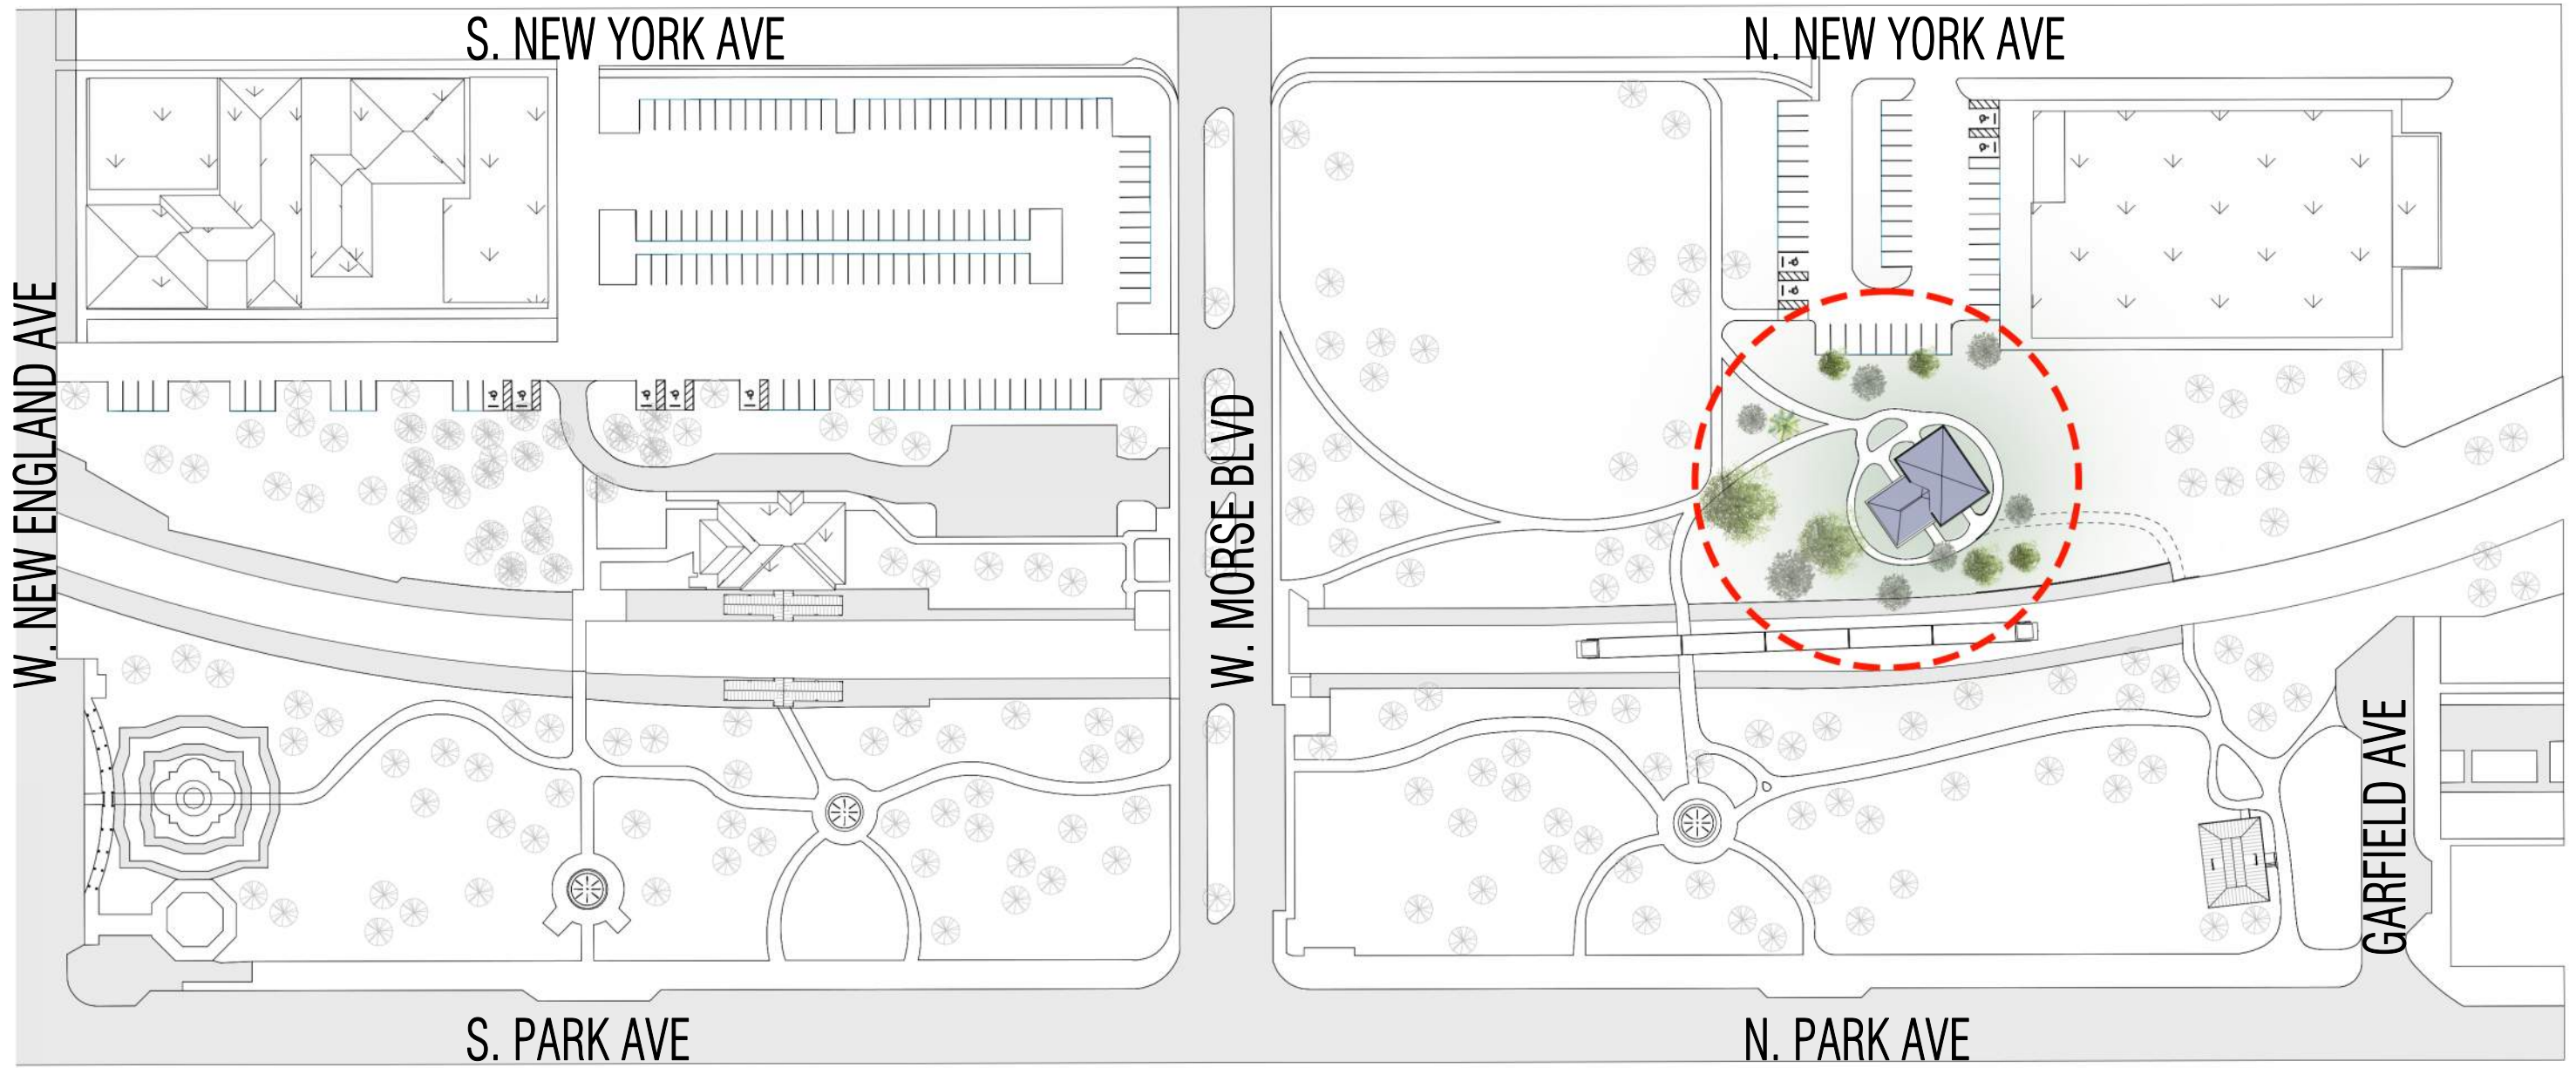 S. NEW YORK AVE
N. NEW YORK AVE
W. NEW ENGLAND AVE
W. MORSE BLVD
GARFIELD AVE
S. PARK AVE
N. PARK AVE